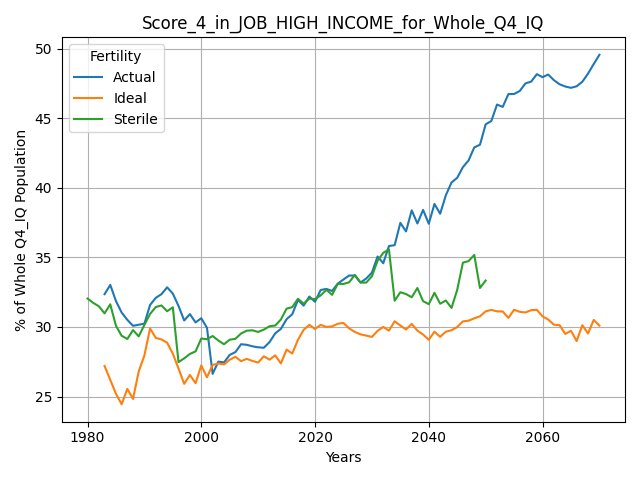 Score_4_in_JOB_HIGH_INCOME_for_Whole_Q4_IQ
% of Whole Q4_IQ Population
50
45
40
35
30
25
Fertility
Actual
Ideal
Sterile
1980
2000
2020
2040
2060
Years